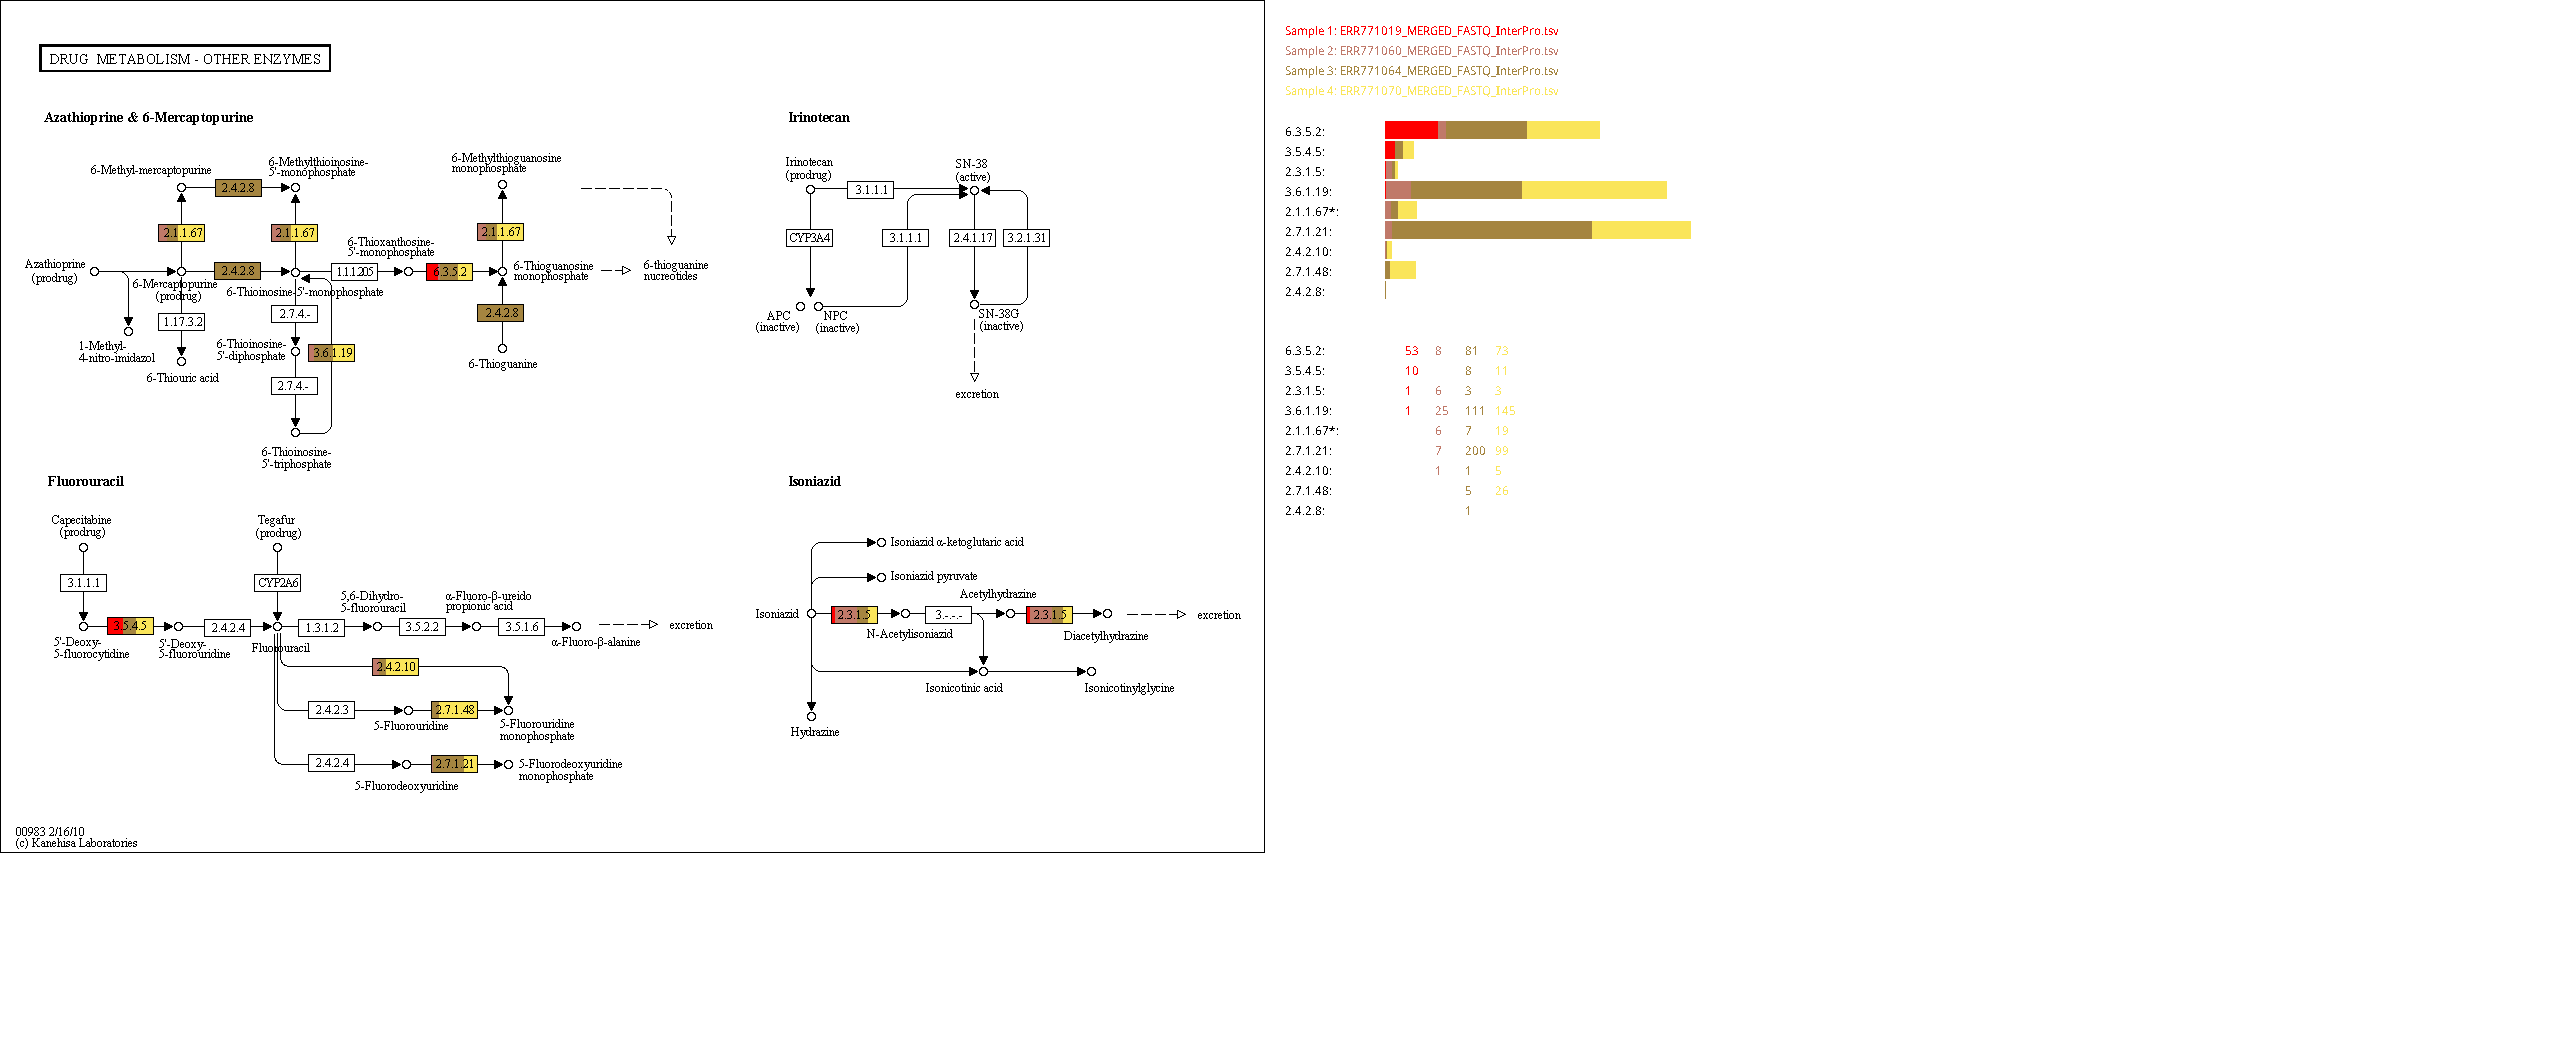 DRUG METABOLISM - OTHER ENZYMES
Azathioprine & 6-Mercaptopurine
6-Methyl-mercaptopurine
6-Methylthioinosine-
5'-monophosphate
6-Methylthioguanosine
monophosphate
2.4.2.8
2.1.1.67
2.1.1.67
2.1.1.67
6-Thioxanthosine-
5'-monophosphate
Azathioprine
(prodrug)
2.4.2.8
1.1.1.205
6.3.5.2
6-Thioguanosine
monophosphate
6-thioguanine
nucreotides
6-Mercaptopurine
(prodrug)
6-Thioinosine-5'-monophosphate
1.17.3.2
2.7.4.-
2.4.2.8
1-Methyl-
4-nitro-imidazol
6-Thioinosine-
5'-diphosphate
3.6.1.19
6-Thiouric acid
2.7.4.-
6-Thioguanine
6-Thioinosine-
5'-triphosphate
Irinotecan
Irinotecan
(prodrug)
SN-38
(active)
3.1.1.1
CYP3A4
3.1.1.1
2.4.1.17
3.2.1.31
APC
(inactive)
NPC
(inactive)
SN-38G
(inactive)
excretion
Fluorouracil
Capecitabine
(prodrug)
Tegafur
(prodrug)
3.1.1.1
CYP2A6
5,6-Dihydro-
5-fluorouracil
α-Fluoro-β-ureido
propionic acid
3.5.4.5
2.4.2.4
1.3.1.2
3.5.2.2
3.5.1.6
excretion
5'-Deoxy-
5-fluorocytidine
5'-Deoxy-
5-fluorouridine
Fluorouracil
α-Fluoro-β-alanine
2.4.2.10
2.4.2.3
2.7.1.48
5-Fluorouridine
5-Fluorouridine
monophosphate
2.4.2.4
2.7.1.21
5-Fluorodeoxyuridine
monophosphate
5-Fluorodeoxyuridine
Isoniazid
Isoniazid α-ketoglutaric acid
Isoniazid pyruvate
Acetylhydrazine
Isoniazid
2.3.1.5
3.-.-.-
2.3.1.5
excretion
N-Acetylisoniazid
Diacetylhydrazine
Isonicotinic acid
Isonicotinylglycine
Hydrazine
00983 2/16/10
(c) Kanehisa Laboratories
Sample 1: ERR771019_MERGED_FASTQ_InterPro.tsv
Sample 2: ERR771060_MERGED_FASTQ_InterPro.tsv
Sample 3: ERR771064_MERGED_FASTQ_InterPro.tsv
Sample 4: ERR771070_MERGED_FASTQ_InterPro.tsv
6.3.5.2:
3.5.4.5:
2.3.1.5:
3.6.1.19:
2.1.1.67*:
2.7.1.21:
2.4.2.10:
2.7.1.48:
2.4.2.8:
6.3.5.2: 53 8 81 73
3.5.4.5: 10 8 11
2.3.1.5: 1 6 3 3
3.6.1.19: 1 25 111 145
2.1.1.67*: 6 7 19
2.7.1.21: 7 200 99
2.4.2.10: 1 1 5
2.7.1.48: 5 26
2.4.2.8: 1